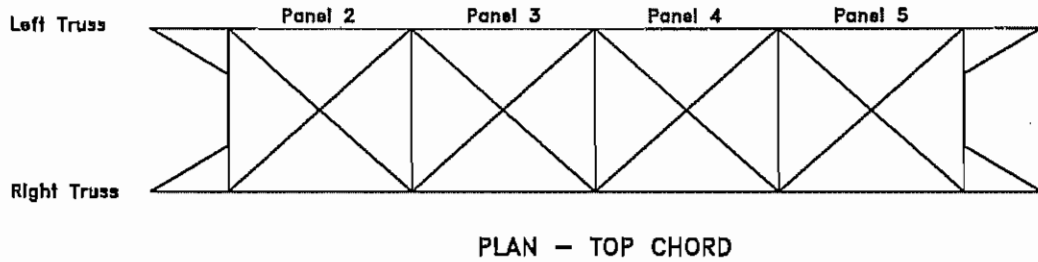 Panel 2 Panel 3 Panel 4 Panel 5
Left Truss
Right Truss
PLAN — TOP CHORD